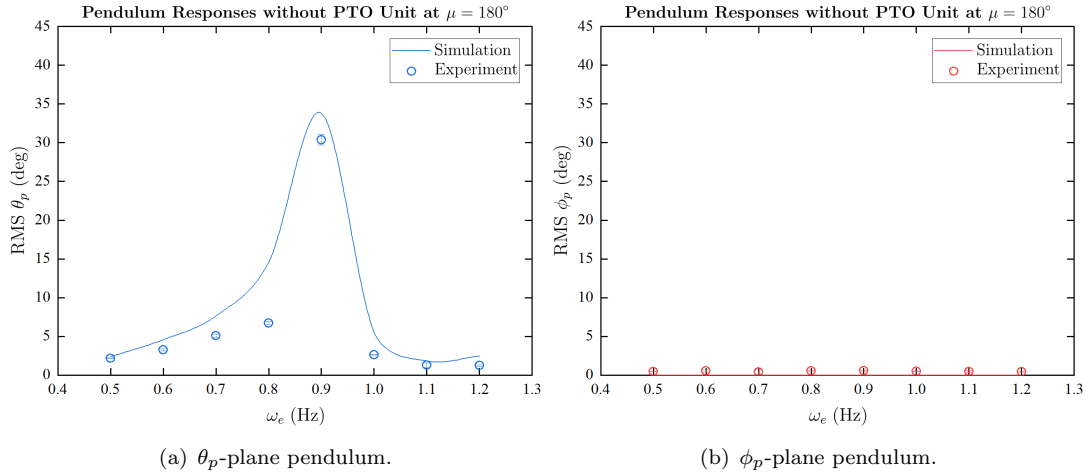 Pendulum Responses without PTO Unit at μ = 180°
45
40
35
30
25
20
15
10
5
0
RMS θp (deg)
Simulation
Experiment
0.4 0.5 0.6 0.7 0.8 0.9 1.0 1.1 1.2 1.3
ωe (Hz)
(a) θp-plane pendulum.
Pendulum Responses without PTO Unit at μ = 180°
45
40
35
30
25
20
15
10
5
0
RMS ϕp (deg)
Simulation
Experiment
0.4 0.5 0.6 0.7 0.8 0.9 1.0 1.1 1.2 1.3
ωe (Hz)
(b) ϕp-plane pendulum.